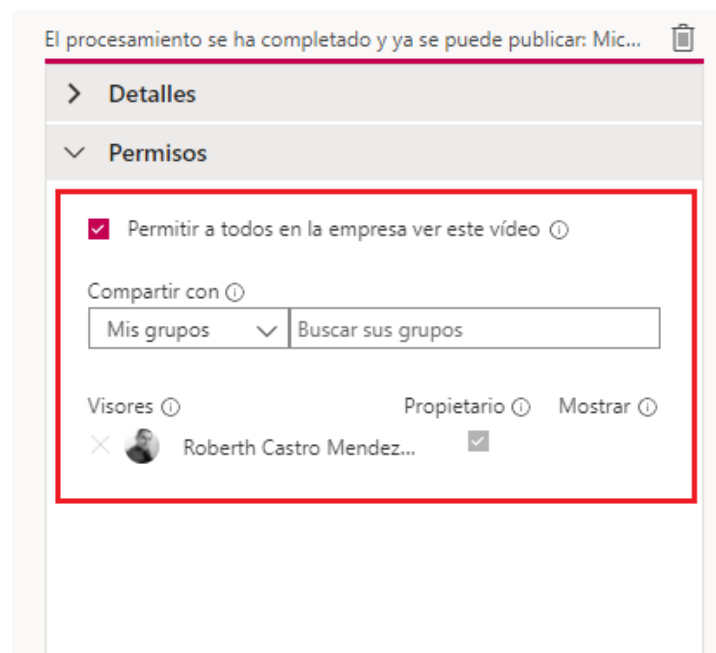 El procesamiento se ha completado y ya se puede publicar: Mic...
Detalles
Permisos
Permitir a todos en la empresa ver este vídeo
Compartir con
Mis grupos Buscar sus grupos
Visores Propietario Mostrar
Roberth Castro Mendez...